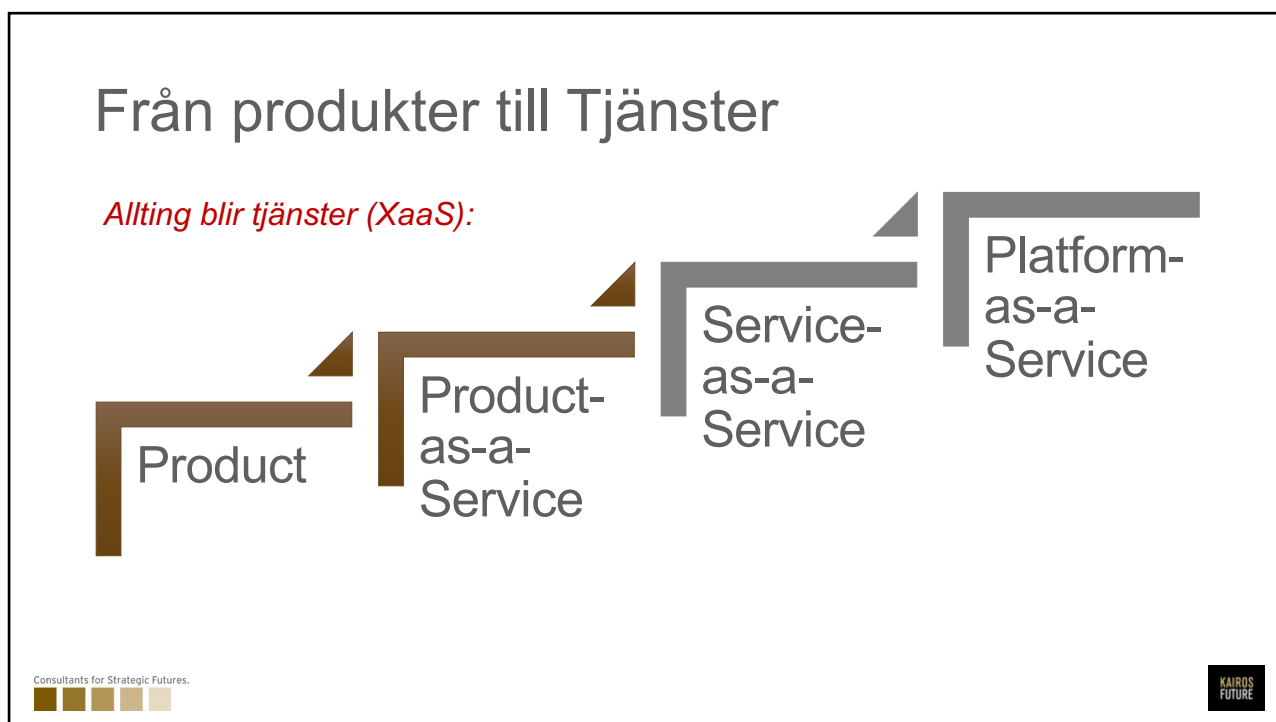 Från produkter till Tjänster
Allting blir tjänster (XaaS):
Product
Product-
as-a-
Service
Service-
as-a-
Service
Platform-
as-a-
Service
Consultants for Strategic Futures.
KAIROS
FUTURE